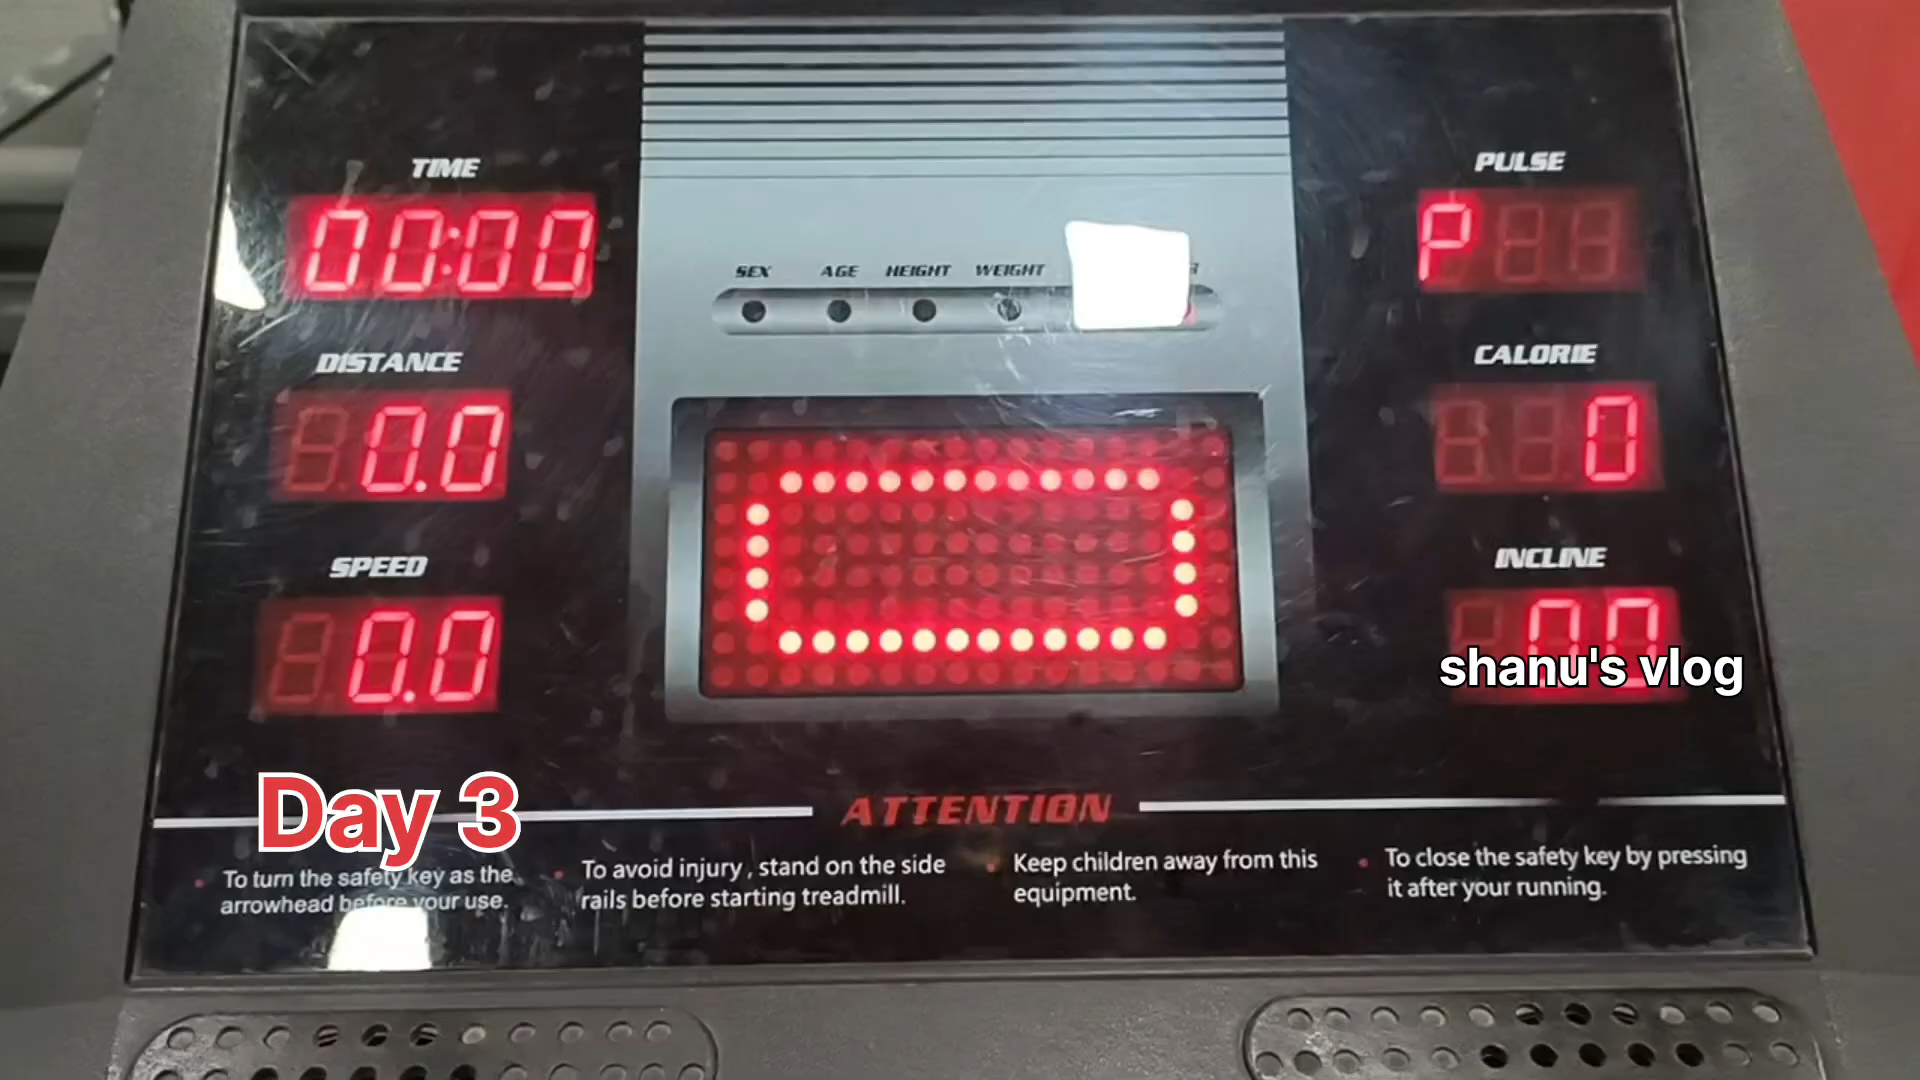 TIME
00:00
DISTANCE
0.0
SPEED
0.0
SEX AGE HEIGHT WEIGHT
PULSE
P
CALORIE
0
INCLINE
shanu's vlog
Day 3
ATTENTION
To turn the safety key as the
arrowhead before your use.
To avoid injury, stand on the side
rails before starting treadmill.
Keep children away from this
equipment.
To close the safety key by pressing
it after your running.